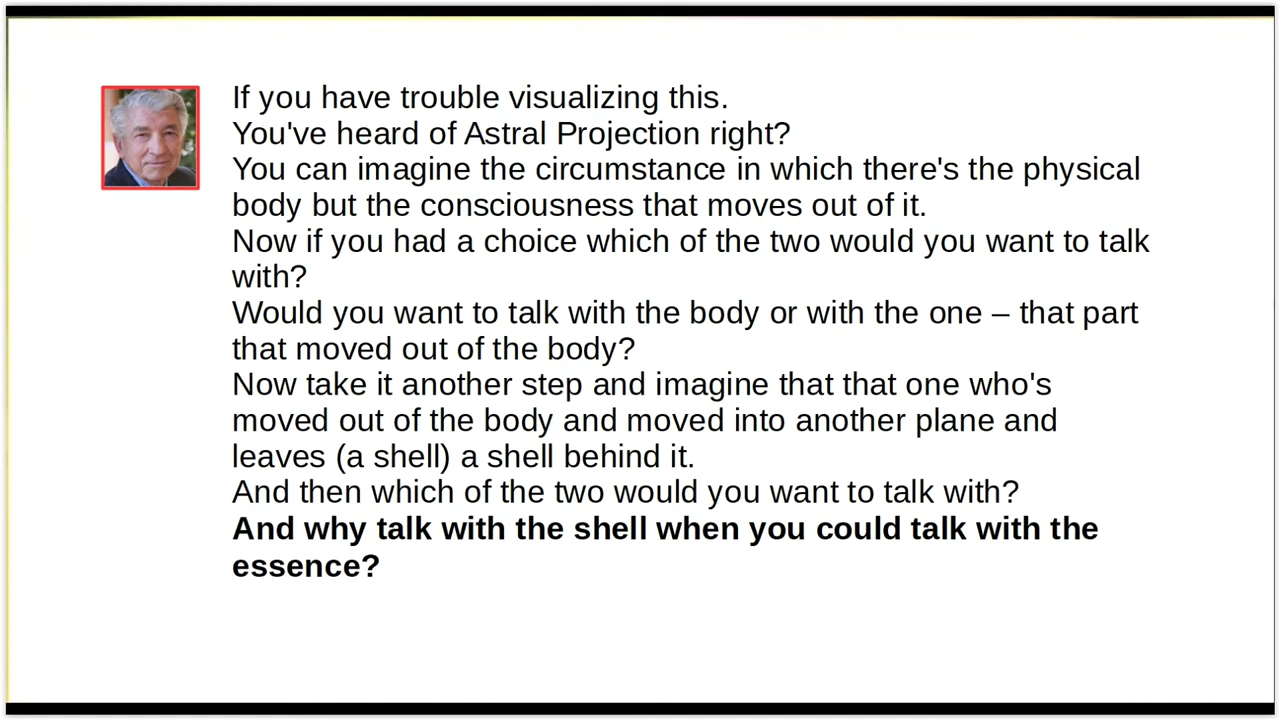 If you have trouble visualizing this.
You've heard of Astral Projection right?
You can imagine the circumstance in which there's the physical
body but the consciousness that moves out of it.
Now if you had a choice which of the two would you want to talk
with?
Would you want to talk with the body or with the one – that part
that moved out of the body?
Now take it another step and imagine that that one who's
moved out of the body and moved into another plane and
leaves (a shell) a shell behind it.
And then which of the two would you want to talk with?
And why talk with the shell when you could talk with the
essence?